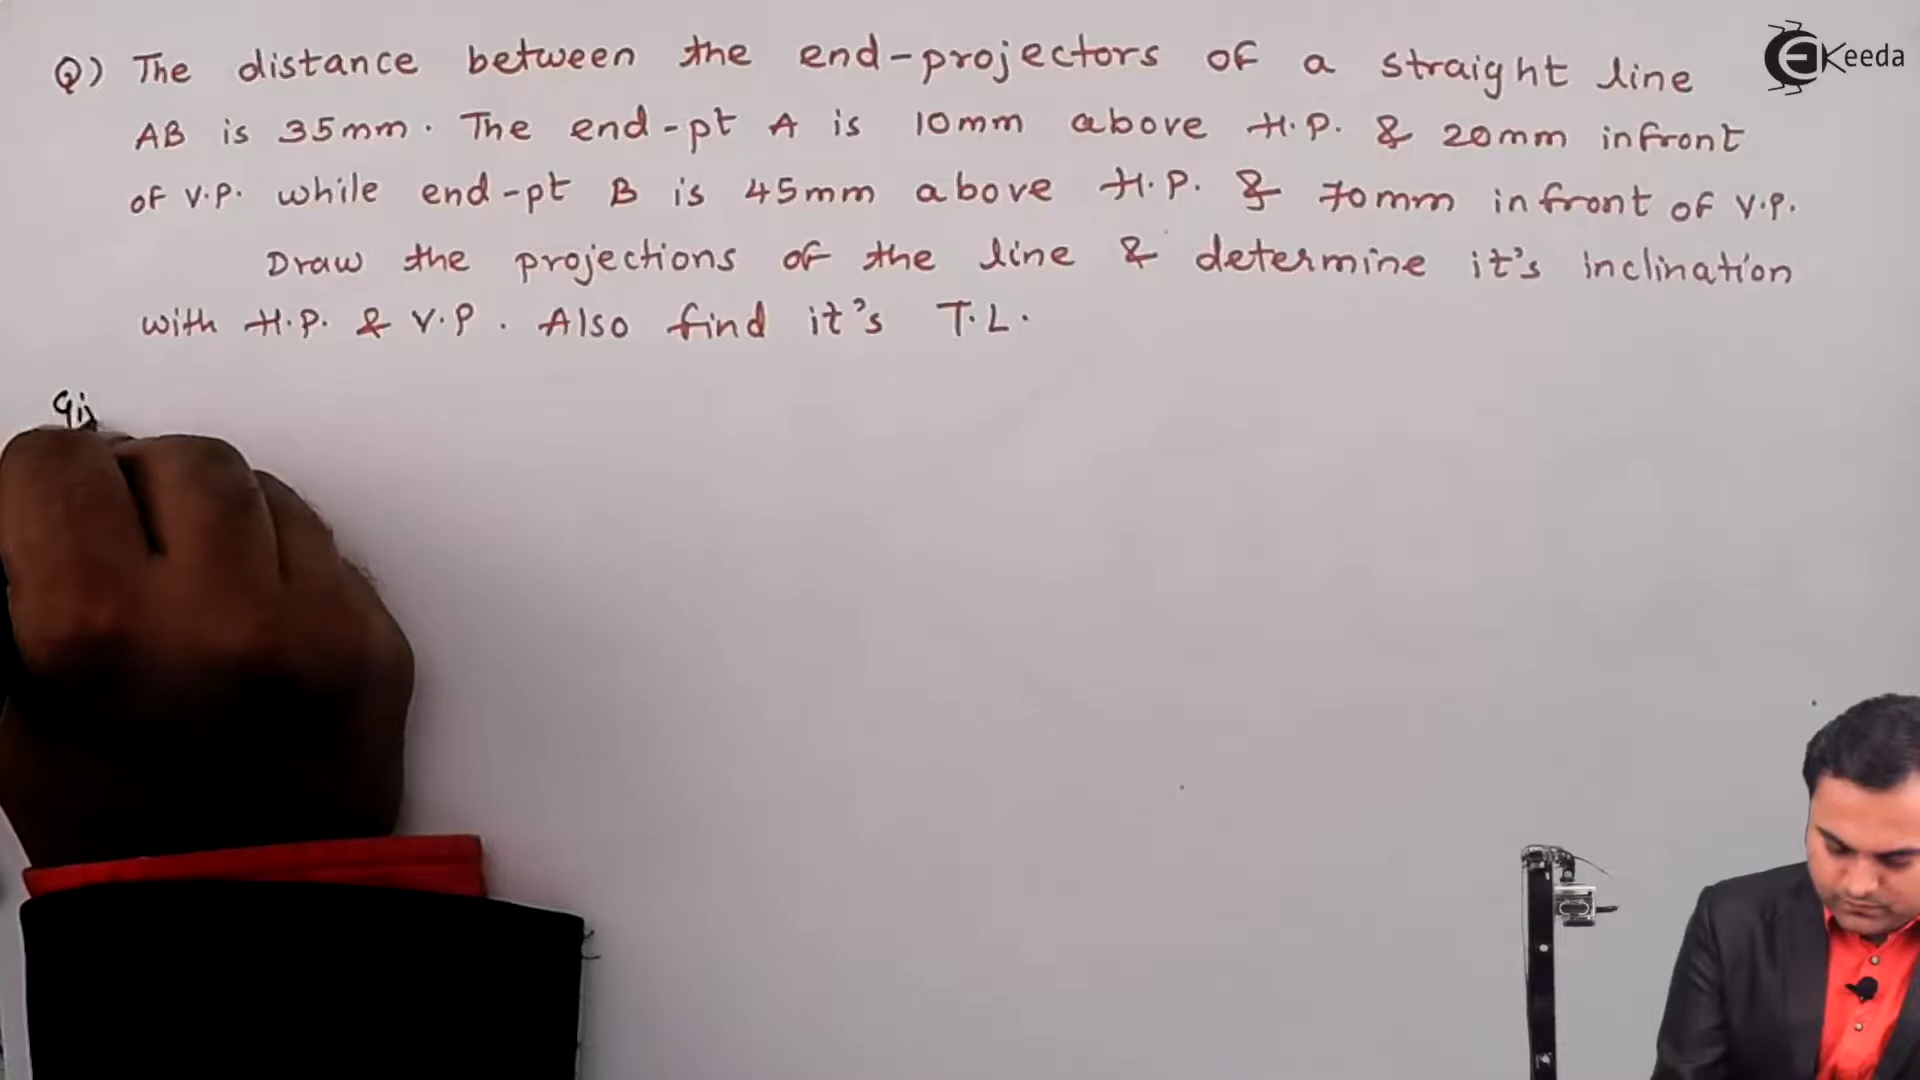 Keeda
Q) The distance between the end-projectors of a straight line
AB is 35mm. The end-pt A is 10mm above H.P. & 20mm infront
of V.P. while end-pt B is 45mm above H.P. & 70mm infront of V.P.
Draw the projections of the line & determine it's inclination
with H.P. & V.P. Also find it's T.L.